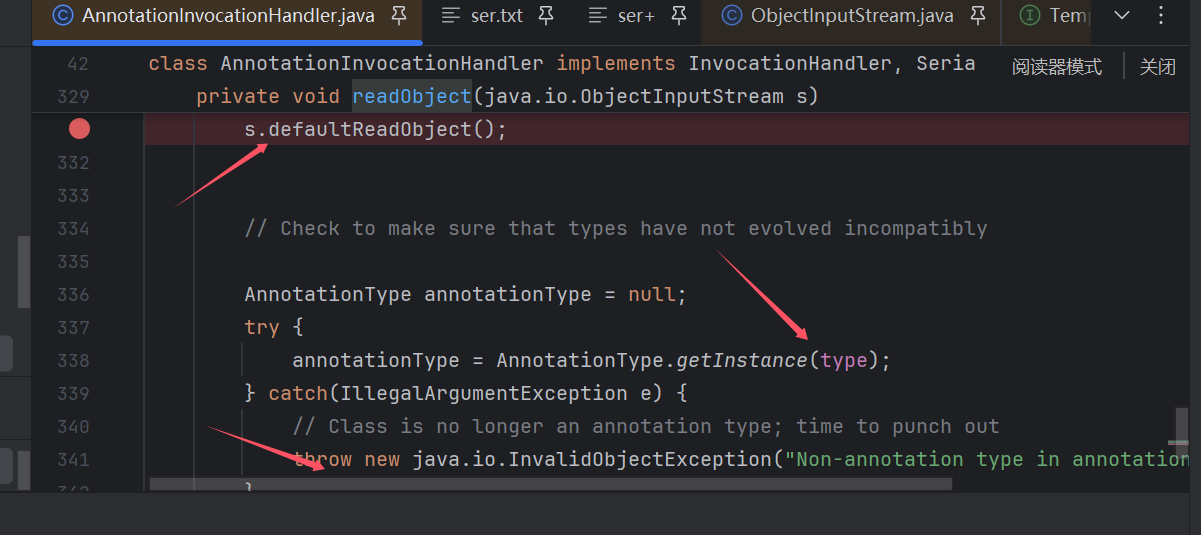 AnnotationInvocationHandler.java ser.txt ser+ ObjectInputStream.java Tem
42 class AnnotationInvocationHandler implements InvocationHandler, Seria 阅读器模式 关闭
329 private void readObject(java.io.ObjectInputStream s)
s.defaultReadObject();
332
333
334 // Check to make sure that types have not evolved incompatibly
335
336 AnnotationType annotationType = null;
337 try {
338 annotationType = AnnotationType.getInstance(type);
339 } catch(IllegalArgumentException e) {
340 // Class is no longer an annotation type; time to punch out
341 throw new java.io.InvalidObjectException("Non-annotation type in annotation